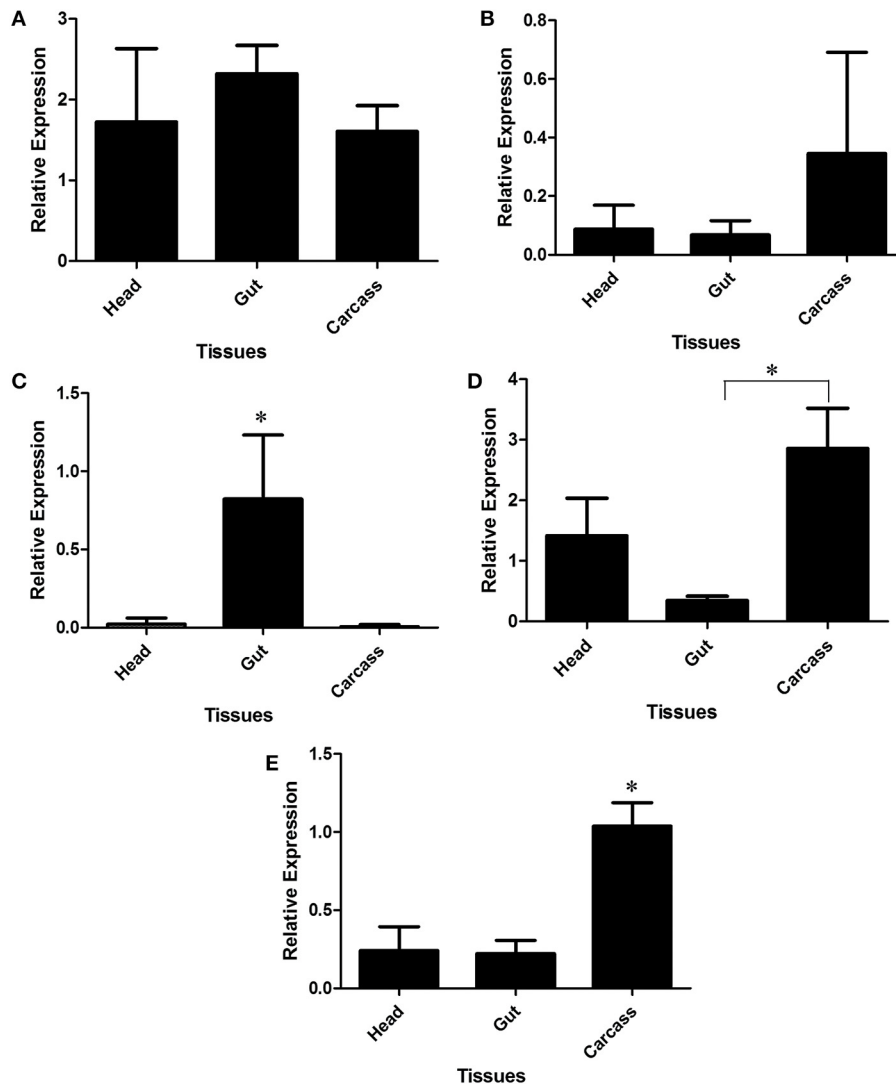 A
Relative Expression
3
2
1
0
Head
Gut
Carcass
Tissues
B
Relative Expression
0.8
0.6
0.4
0.2
0.0
Head
Gut
Carcass
Tissues
C
Relative Expression
1.5
1.0
0.5
0.0
*
Head
Gut
Carcass
Tissues
D
Relative Expression
4
3
2
1
0
*
Head
Gut
Carcass
Tissues
E
Relative Expression
1.5
1.0
0.5
0.0
*
Head
Gut
Carcass
Tissues